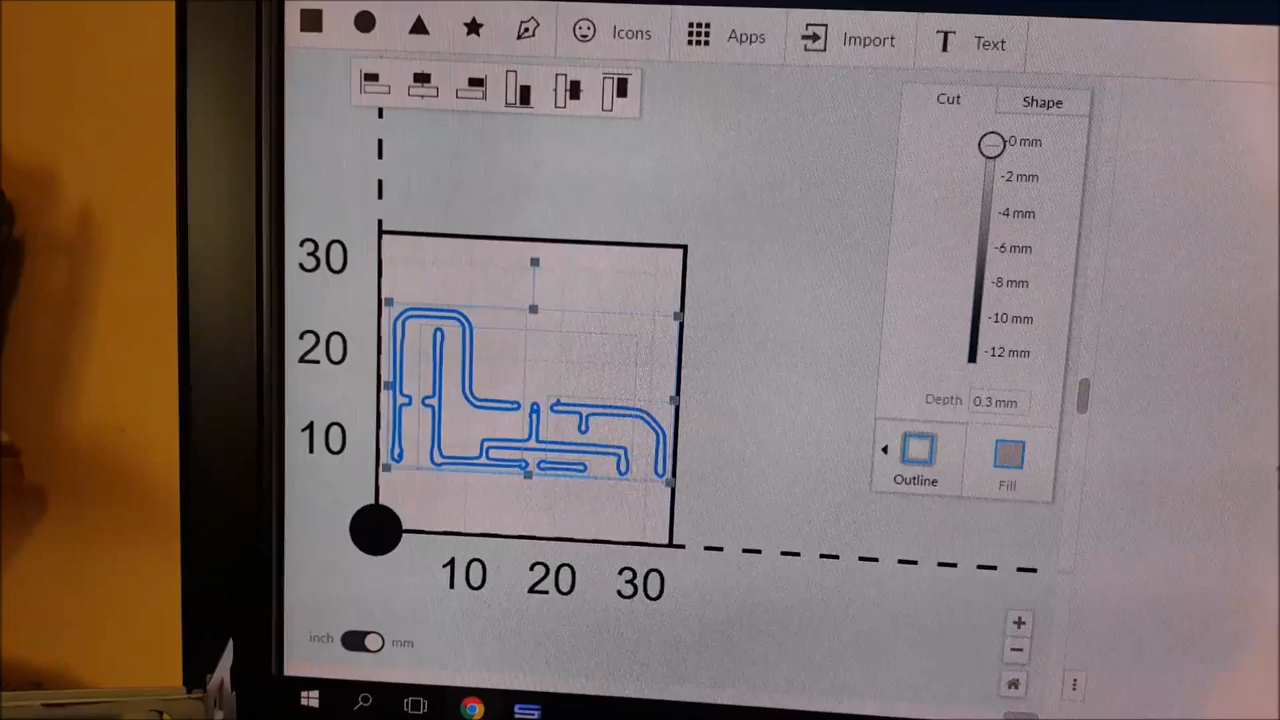 Icons Apps Import T Text
Cut Shape
0 mm
-2 mm
-4 mm
-6 mm
-8 mm
-10 mm
-12 mm
Depth 0.3 mm
Outline Fill
30
20
10
10 20 30
inch mm